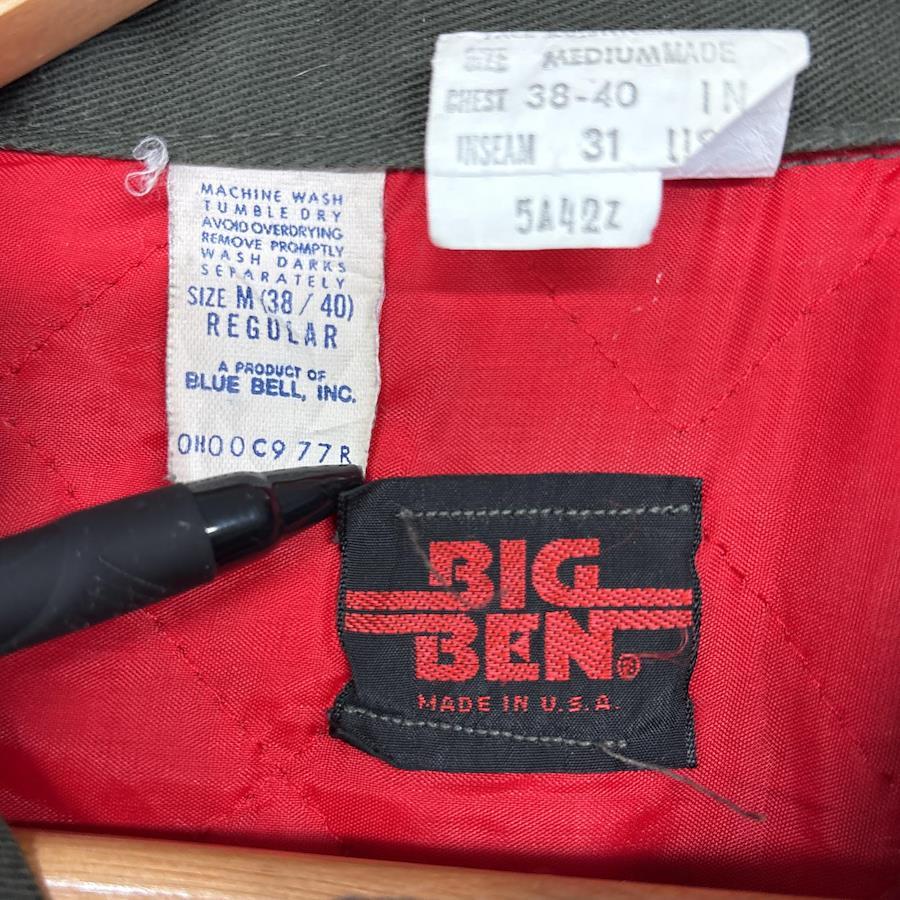 SIZE MEDIUM MADE
CHEST 38-40 IN
INSEAM 31 US
5A42Z
MACHINE WASH
TUMBLE DRY
AVOID OVERDRYING
REMOVE PROMPTLY
WASH DARKS
SEPARATELY
SIZE M (38/40)
REGULAR
A PRODUCT OF
BLUE BELL, INC.
0H00C977R
BIG
BEN®
MADE IN U.S.A.